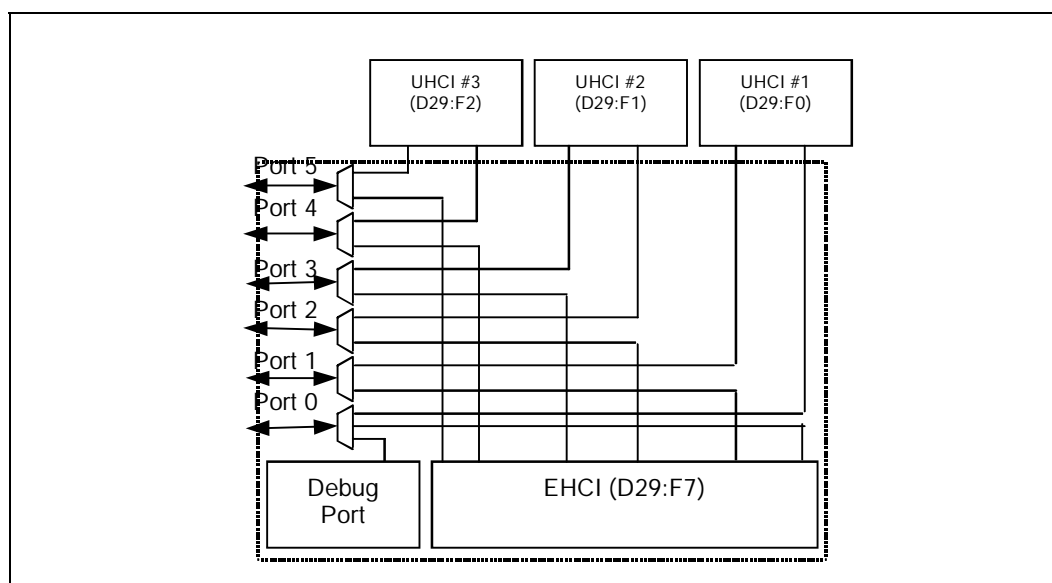 UHCI #3
(D29:F2)
UHCI #2
(D29:F1)
UHCI #1
(D29:F0)
Port 5
Port 4
Port 3
Port 2
Port 1
Port 0
Debug
Port
EHCI (D29:F7)